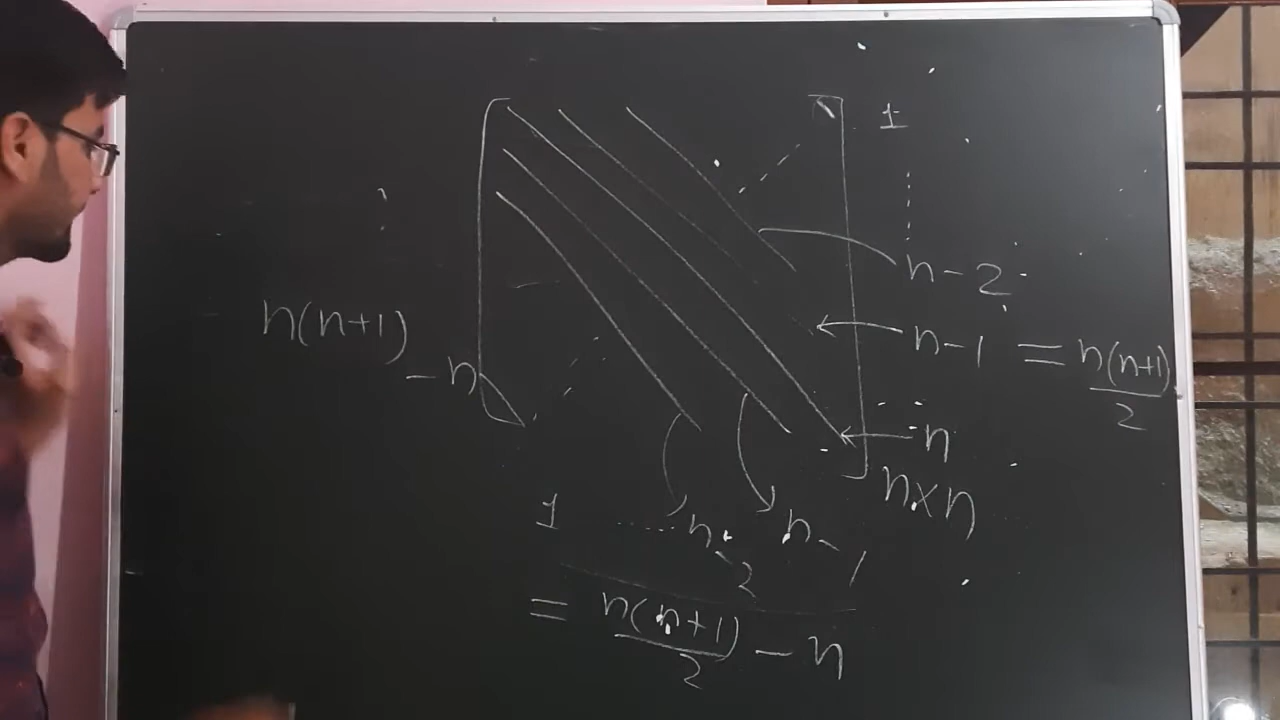 1
n-2
n(n+1)
-n
n-1 = n(n+1)/2
n
n×n
1 ...... n-2 n-1
= n(n+1)/2 - n